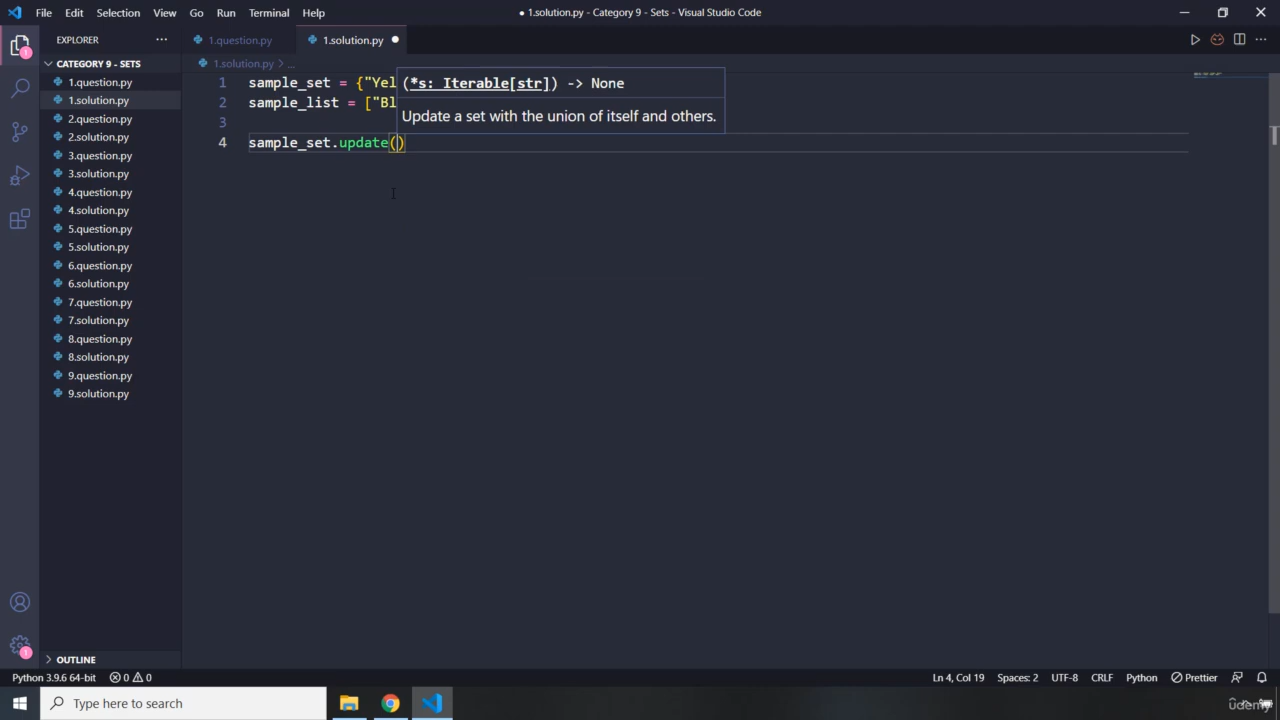 File Edit Selection View Go Run Terminal Help
● 1.solution.py - Category 9 - Sets - Visual Studio Code
EXPLORER
1.question.py
1.solution.py
CATEGORY 9 - SETS
1.question.py
1.solution.py
2.question.py
2.solution.py
3.question.py
3.solution.py
4.question.py
4.solution.py
5.question.py
5.solution.py
6.question.py
6.solution.py
7.question.py
7.solution.py
8.question.py
8.solution.py
9.question.py
9.solution.py
OUTLINE
1.solution.py > ...
1 sample_set = {"Yel
2 sample_list = ["Bl
3
4 sample_set.update()
(*s: Iterable[str]) -> None
Update a set with the union of itself and others.
1
1
Python 3.9.6 64-bit 0 0
Ln 4, Col 19 Spaces: 2 UTF-8 CRLF Python Prettier
Type here to search
udemy